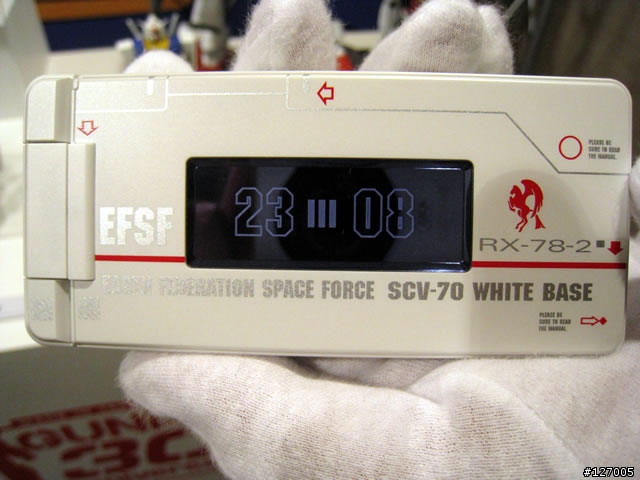 PLEASE BE
SURE TO READ
THE MANUAL.
EFSF
23 08
RX-78-2
EARTH FEDERATION SPACE FORCE SCV-70 WHITE BASE
PLEASE BE
SURE TO READ
THE MANUAL.
#127005